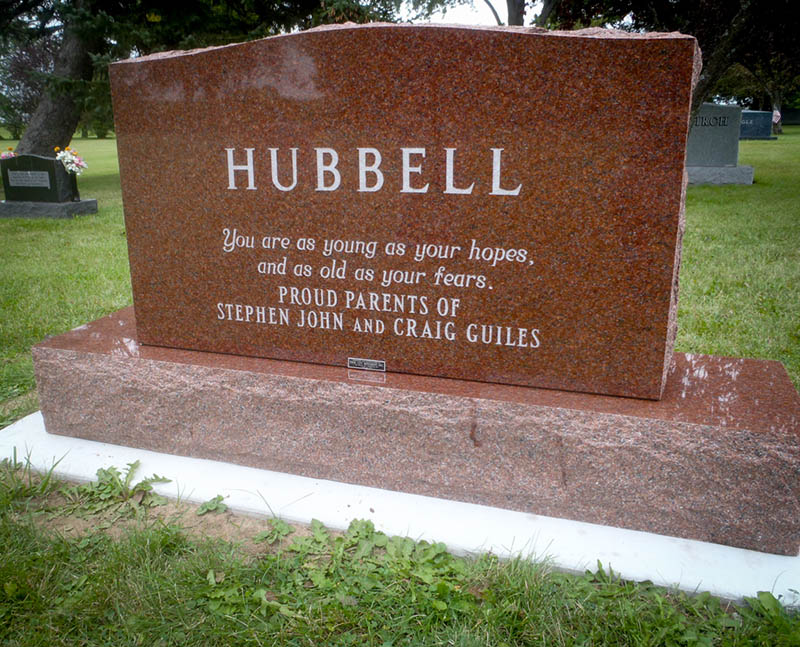 HUBBELL
You are as young as your hopes,
and as old as your fears.
PROUD PARENTS OF
STEPHEN JOHN AND CRAIG GUILES